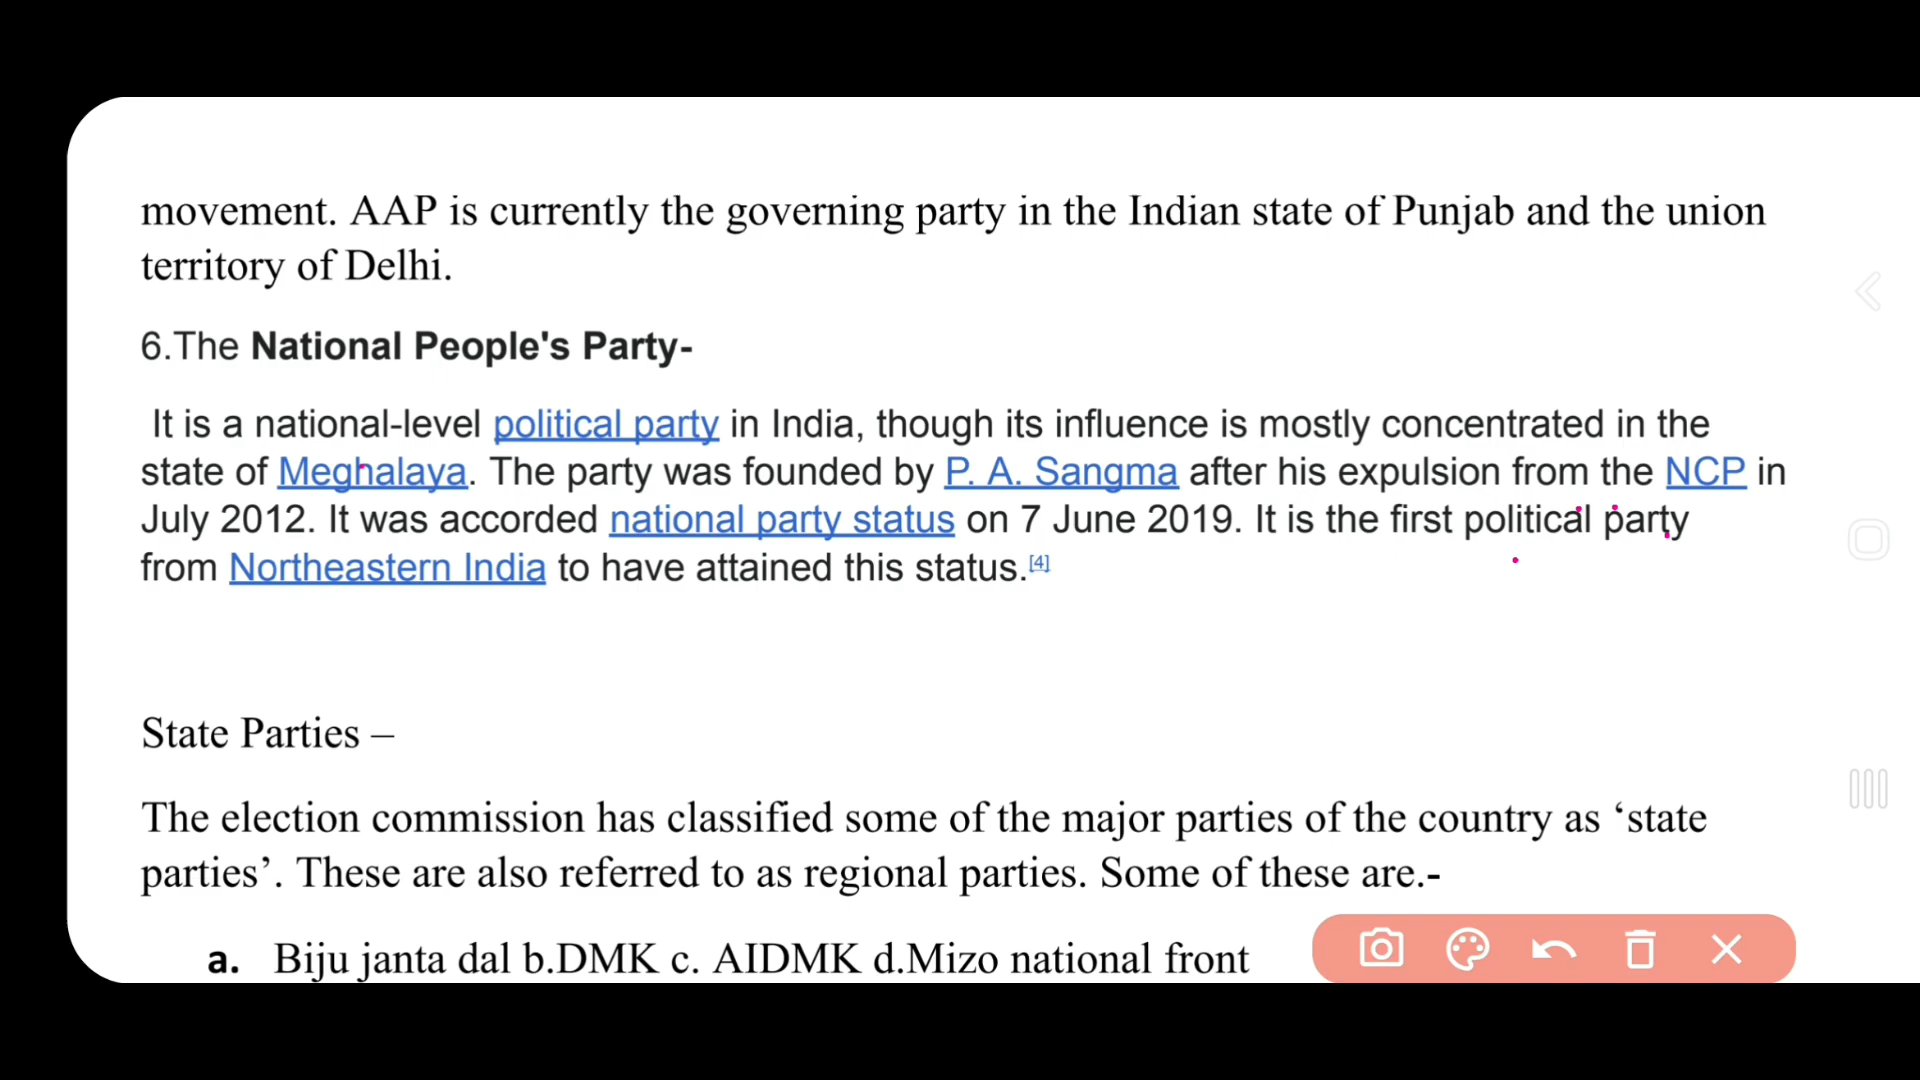 movement. AAP is currently the governing party in the Indian state of Punjab and the union
territory of Delhi.
6.The National People's Party-
It is a national-level political party in India, though its influence is mostly concentrated in the
state of Meghalaya. The party was founded by P. A. Sangma after his expulsion from the NCP in
July 2012. It was accorded national party status on 7 June 2019. It is the first political party
from Northeastern India to have attained this status.[4]
State Parties –
The election commission has classified some of the major parties of the country as ‘state
parties’. These are also referred to as regional parties. Some of these are.-
a. Biju janta dal b.DMK c. AIDMK d.Mizo national front